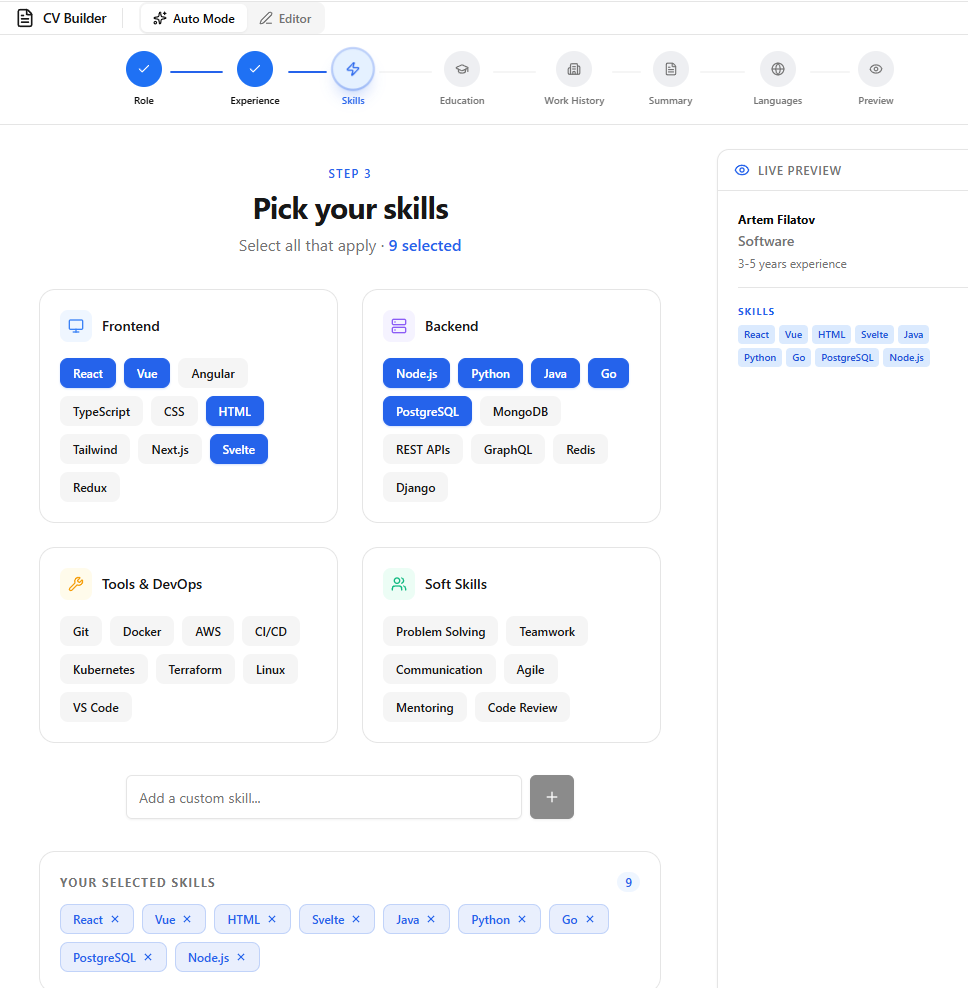 CV Builder Auto Mode Editor
Role Experience Skills Education Work History Summary Languages Preview
STEP 3
Pick your skills
Select all that apply · 9 selected
Frontend
React Vue Angular
TypeScript CSS HTML
Tailwind Next.js Svelte
Redux
Backend
Node.js Python Java Go
PostgreSQL MongoDB
REST APIs GraphQL Redis
Django
Tools & DevOps
Git Docker AWS CI/CD
Kubernetes Terraform Linux
VS Code
Soft Skills
Problem Solving Teamwork
Communication Agile
Mentoring Code Review
Add a custom skill...
YOUR SELECTED SKILLS 9
React × Vue × HTML × Svelte × Java × Python × Go ×
PostgreSQL × Node.js ×
LIVE PREVIEW
Artem Filatov
Software
3-5 years experience
SKILLS
React Vue HTML Svelte Java
Python Go PostgreSQL Node.js